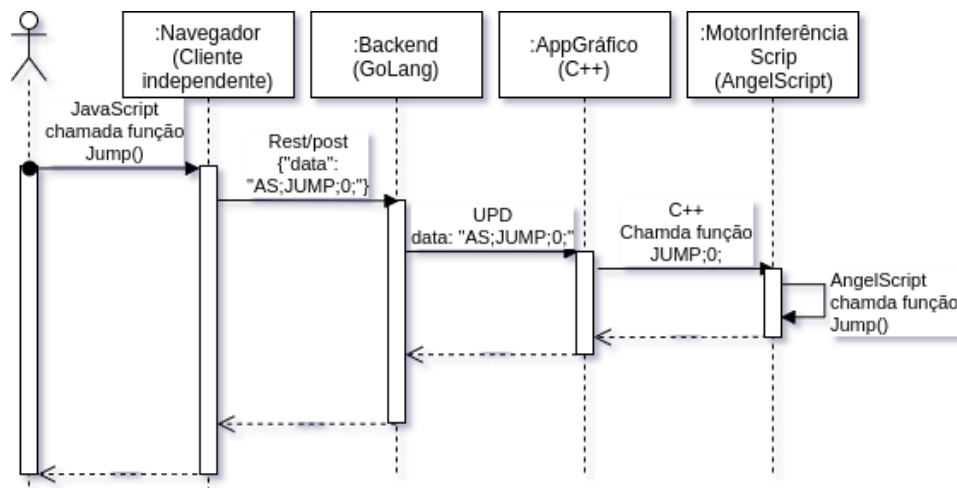 :Navegador
(Cliente
independente)
:Backend
(GoLang)
:AppGráfico
(C++)
:MotorInferência
Scrip
(AngelScript)
JavaScript
chamada função
Jump()
Rest/post
{"data":
"AS;JUMP;0;"}
UPD
data: "AS;JUMP;0;"
C++
Chamda função
JUMP;0;
AngelScript
chamda função
Jump()